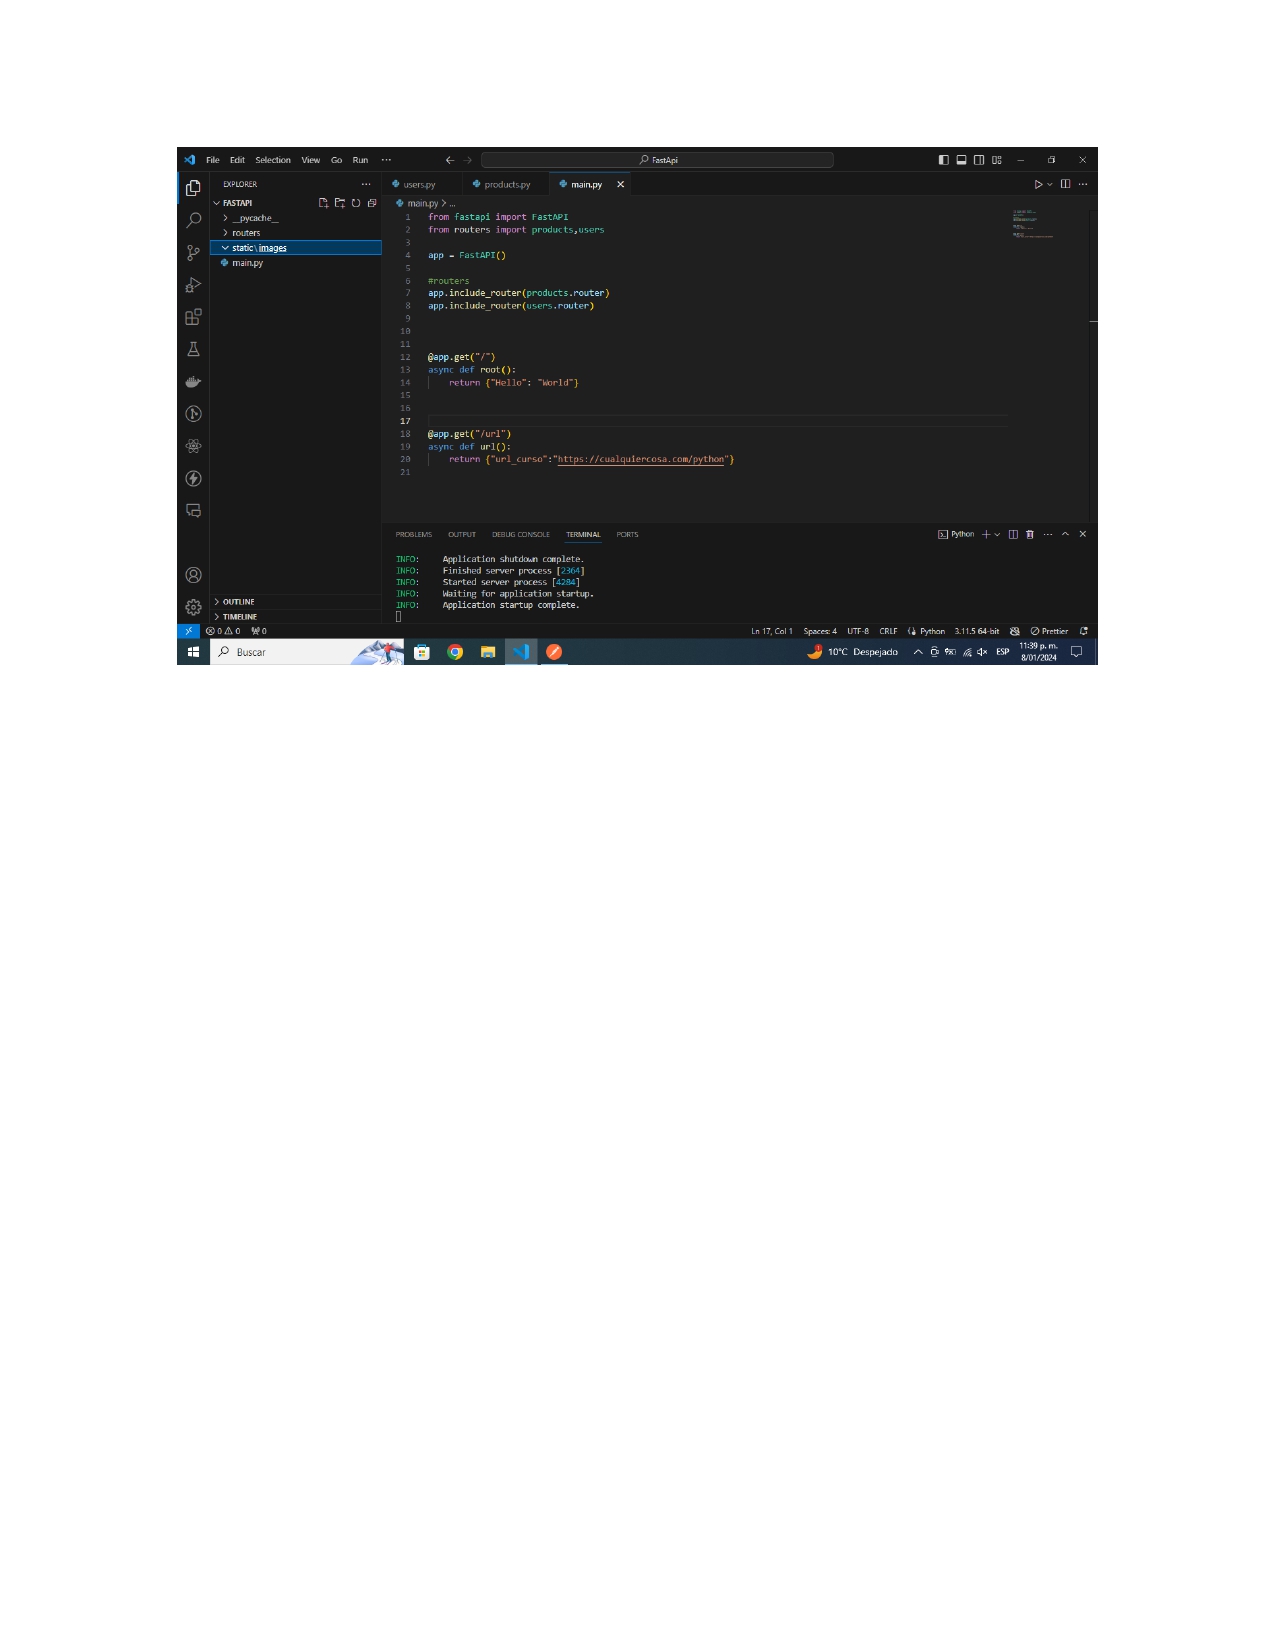 File Edit Selection View Go Run ··· FastApi
EXPLORER ···
FASTAPI
__pycache__
routers
static\images
main.py
OUTLINE
TIMELINE
users.py products.py main.py
main.py > ...
1 from fastapi import FastAPI
2 from routers import products,users
3
4 app = FastAPI()
5
6 #routers
7 app.include_router(products.router)
8 app.include_router(users.router)
9
10
11
12 @app.get("/")
13 async def root():
14 return {"Hello": "World"}
15
16
17
18 @app.get("/url")
19 async def url():
20 return {"url_curso":"https://cualquiercosa.com/python"}
21
PROBLEMS OUTPUT DEBUG CONSOLE TERMINAL PORTS Python
INFO: Application shutdown complete.
INFO: Finished server process [2364]
INFO: Started server process [4284]
INFO: Waiting for application startup.
INFO: Application startup complete.
0 0 0 Ln 17, Col 1 Spaces: 4 UTF-8 CRLF Python 3.11.5 64-bit Prettier
Buscar 10°C Despejado ESP 11:39 p. m.
8/01/2024